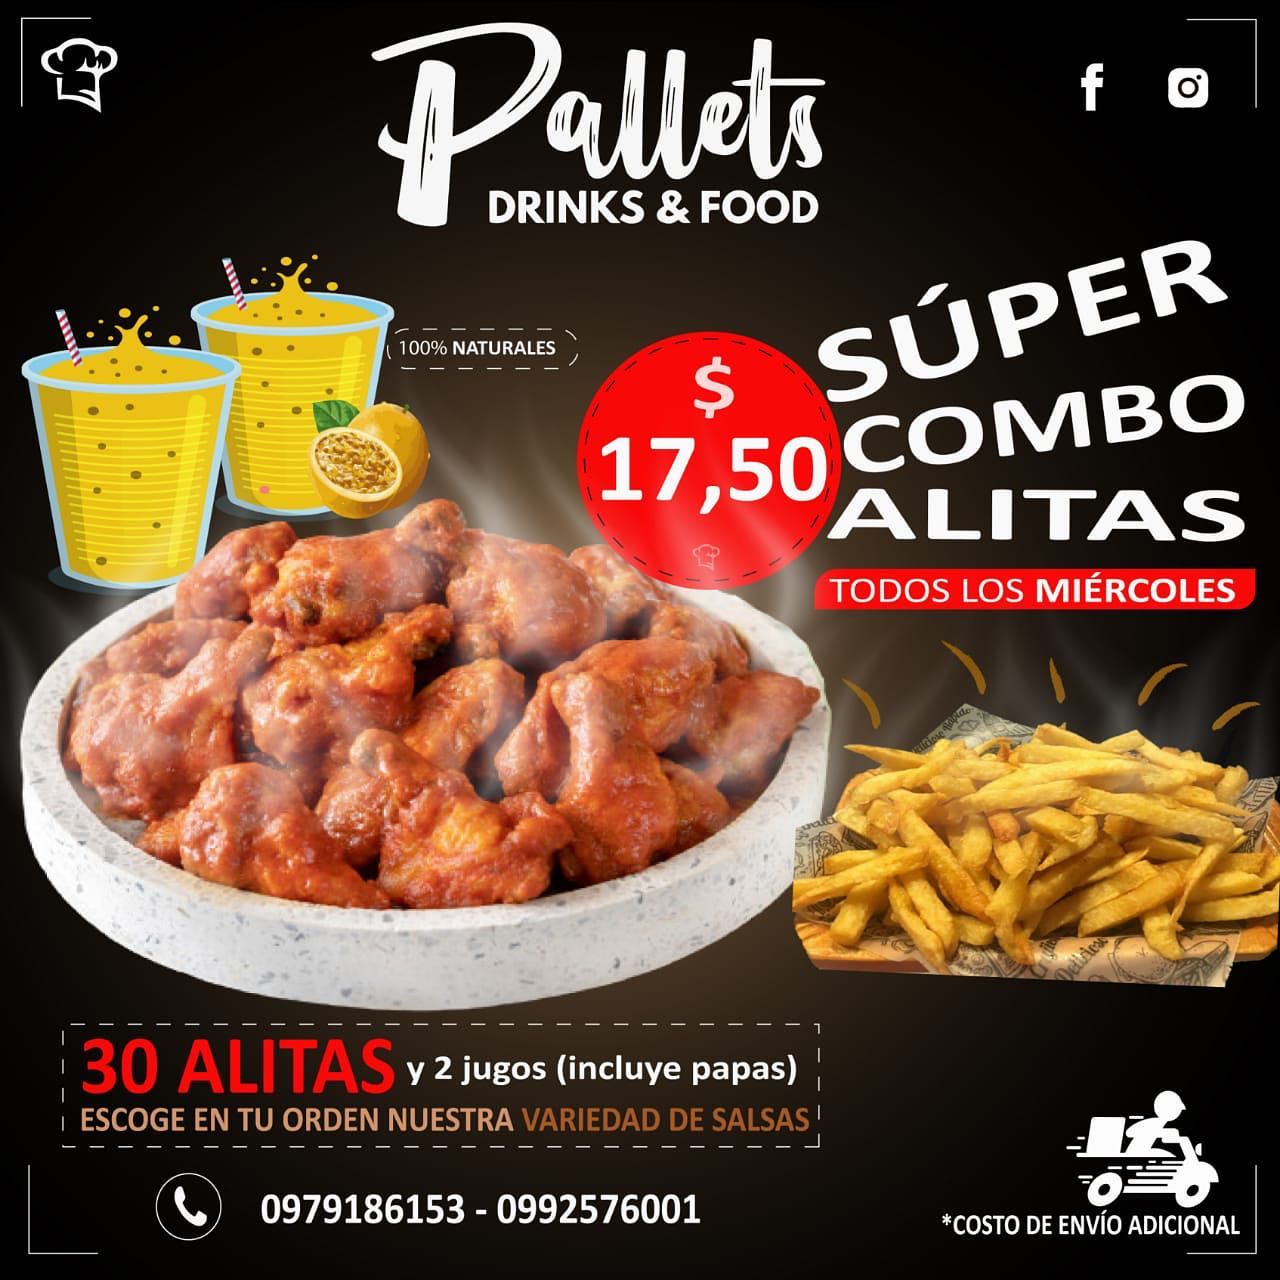 Pallets
DRINKS & FOOD
100% NATURALES
$
17,50
SÚPER
COMBO
ALITAS
TODOS LOS MIÉRCOLES
30 ALITAS y 2 jugos (incluye papas)
ESCOGE EN TU ORDEN NUESTRA VARIEDAD DE SALSAS
0979186153 - 0992576001
*COSTO DE ENVÍO ADICIONAL